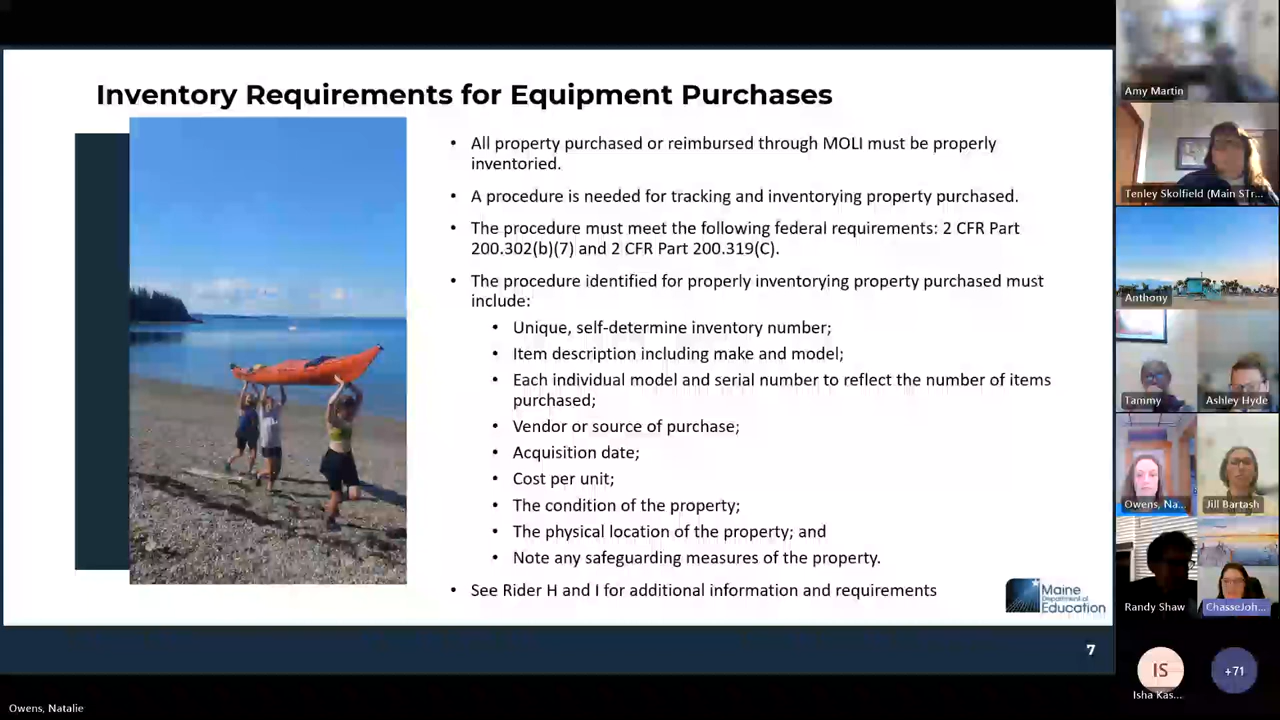 Inventory Requirements for Equipment Purchases
• All property purchased or reimbursed through MOLI must be properly
inventoried.
• A procedure is needed for tracking and inventorying property purchased.
• The procedure must meet the following federal requirements: 2 CFR Part
200.302(b)(7) and 2 CFR Part 200.319(C).
• The procedure identified for properly inventorying property purchased must
include:
• Unique, self-determine inventory number;
• Item description including make and model;
• Each individual model and serial number to reflect the number of items
purchased;
• Vendor or source of purchase;
• Acquisition date;
• Cost per unit;
• The condition of the property;
• The physical location of the property; and
• Note any safeguarding measures of the property.
• See Rider H and I for additional information and requirements
Maine
Department of
Education
7
Owens, Natalie
Amy Martin
Tenley Skolfield (Main STr...
Anthony
Tammy
Ashley Hyde
Owens, Na...
Jill Bartash
Randy Shaw
ChasseJoh...
IS
Isha Kas...
+71